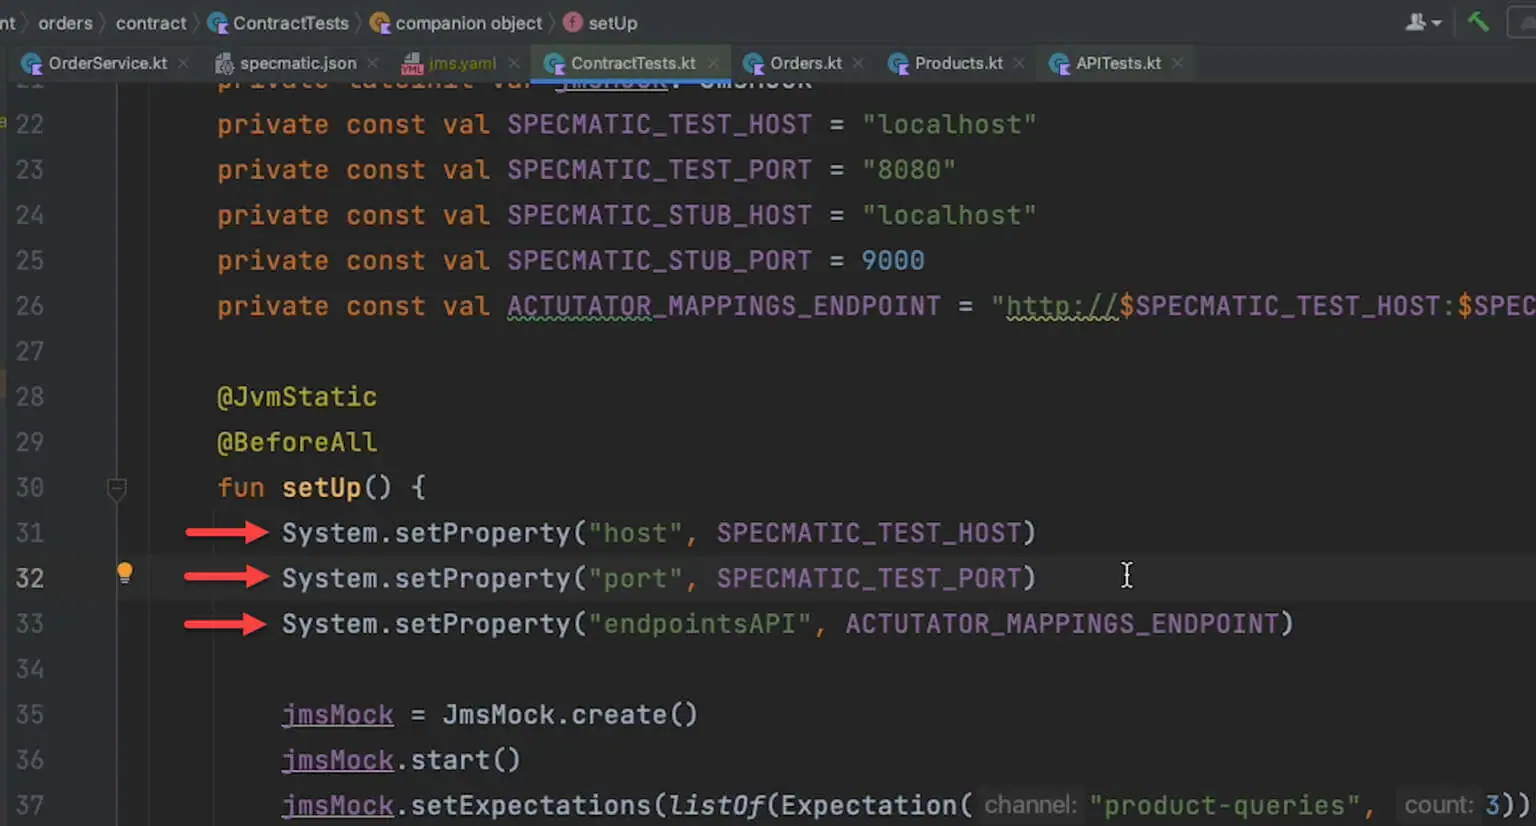 nt orders contract ContractTests companion object f setUp
OrderService.kt specmatic.json jms.yaml ContractTests.kt Orders.kt Products.kt APITests.kt
21 private lateinit var jmsMock: JmsMock
22 private const val SPECMATIC_TEST_HOST = "localhost"
23 private const val SPECMATIC_TEST_PORT = "8080"
24 private const val SPECMATIC_STUB_HOST = "localhost"
25 private const val SPECMATIC_STUB_PORT = 9000
26 private const val ACTUTATOR_MAPPINGS_ENDPOINT = "http://$SPECMATIC_TEST_HOST:$SPEC
27
28 @JvmStatic
29 @BeforeAll
30 fun setUp() {
31 System.setProperty("host", SPECMATIC_TEST_HOST)
32 System.setProperty("port", SPECMATIC_TEST_PORT)
33 System.setProperty("endpointsAPI", ACTUTATOR_MAPPINGS_ENDPOINT)
34
35 jmsMock = JmsMock.create()
36 jmsMock.start()
37 jmsMock.setExpectations(listOf(Expectation( channel: "product-queries", count: 3))